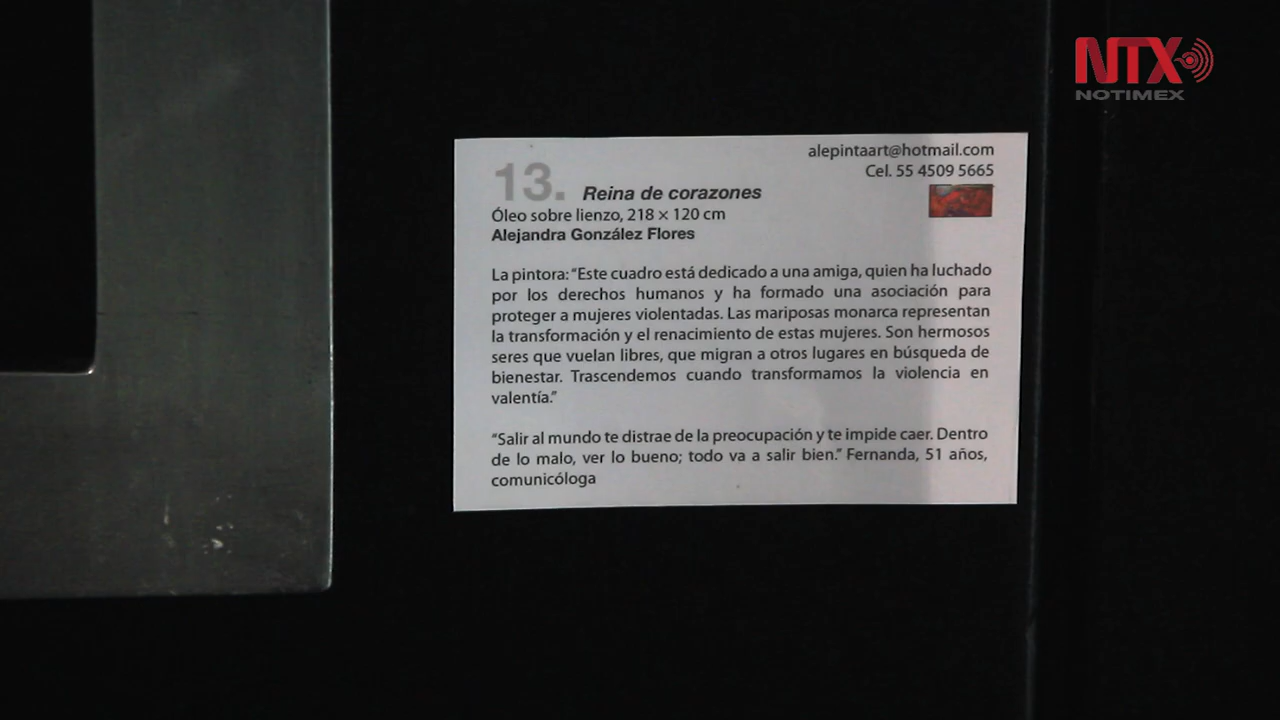 NTX
NOTIMEX
alepintaart@hotmail.com
Cel. 55 4509 5665
13. Reina de corazones
Óleo sobre lienzo, 218 × 120 cm
Alejandra González Flores
La pintora: “Este cuadro está dedicado a una amiga, quien ha luchado
por los derechos humanos y ha formado una asociación para
proteger a mujeres violentadas. Las mariposas monarca representan
la transformación y el renacimiento de estas mujeres. Son hermosos
seres que vuelan libres, que migran a otros lugares en búsqueda de
bienestar. Trascendemos cuando transformamos la violencia en
valentía.”
“Salir al mundo te distrae de la preocupación y te impide caer. Dentro
de lo malo, ver lo bueno; todo va a salir bien.” Fernanda, 51 años,
comunicóloga